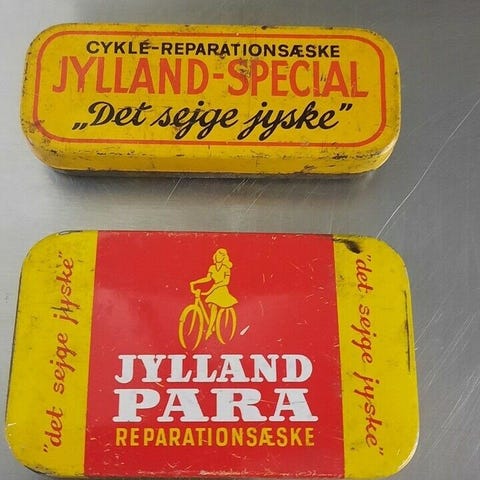 CYKLE-REPARATIONSÆSKE
JYLLAND-SPECIAL
„Det sejge jyske”
"det sejge jyske"
JYLLAND
PARA
REPARATIONSÆSKE
"det sejge jyske"